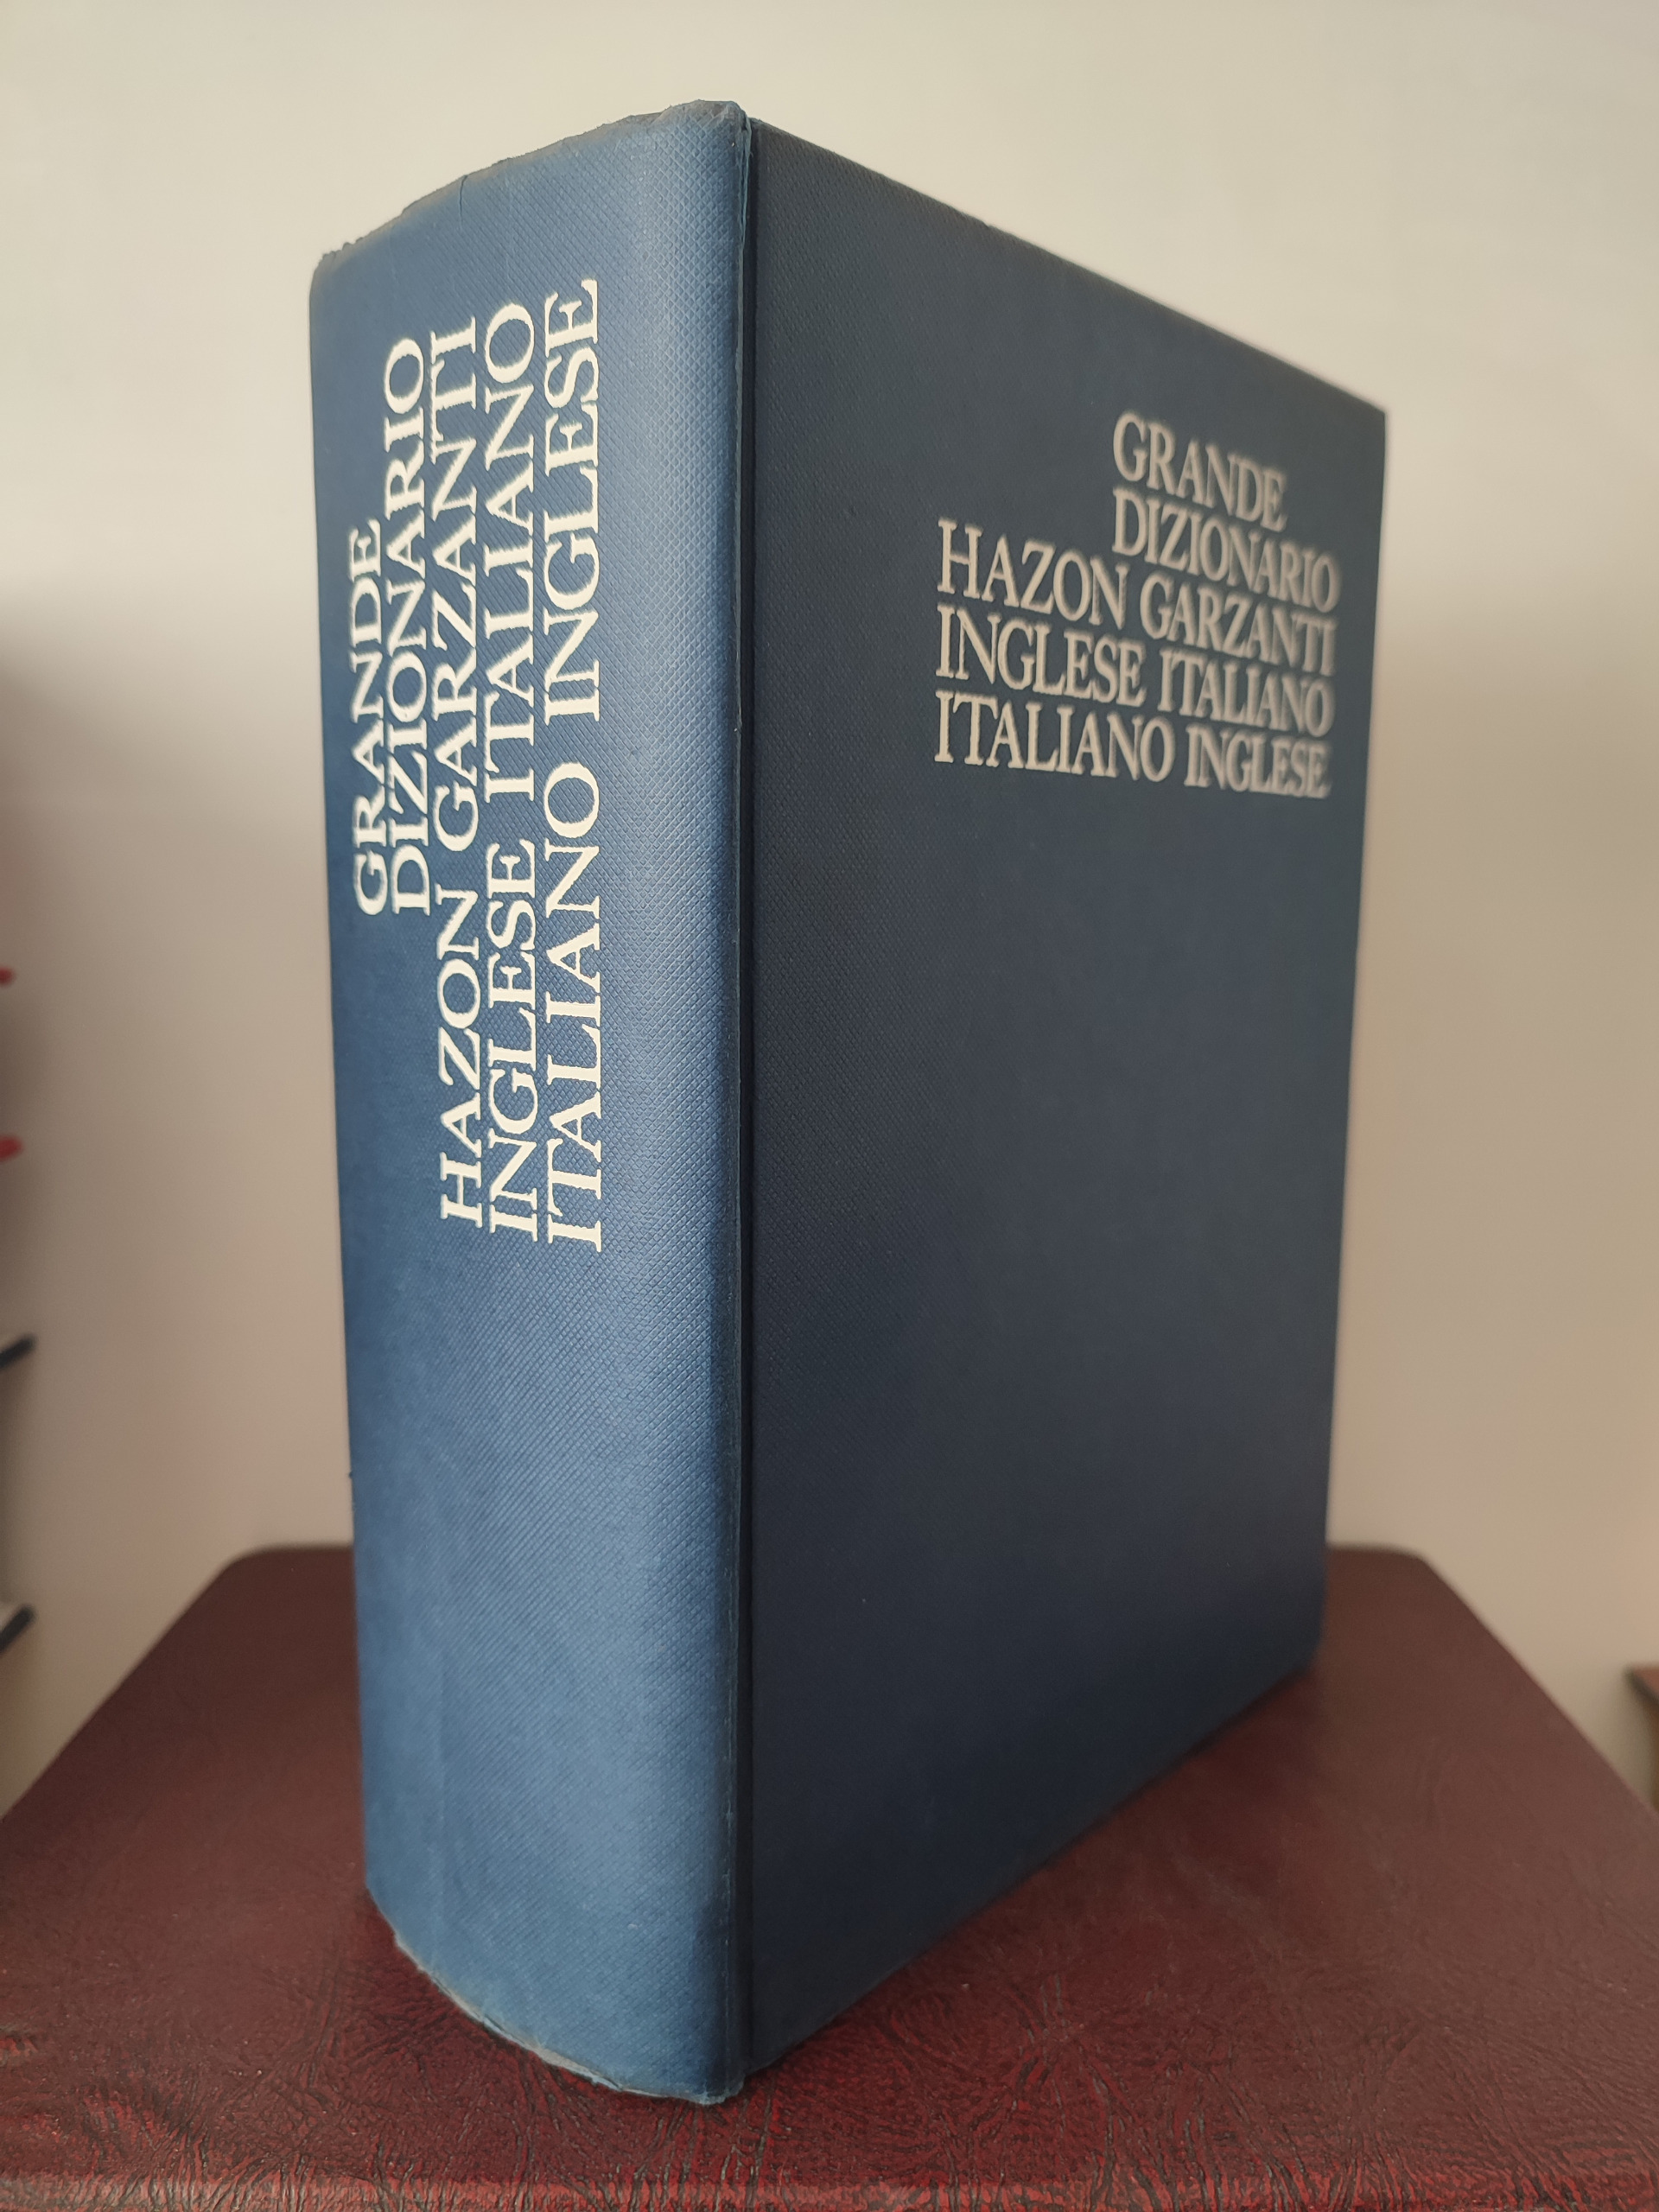 GRANDE
DIZIONARIO
HAZON GARZANTI
INGLESE ITALIANO
ITALIANO INGLESE
GRANDE
DIZIONARIO
HAZON GARZANTI
INGLESE ITALIANO
ITALIANO INGLESE